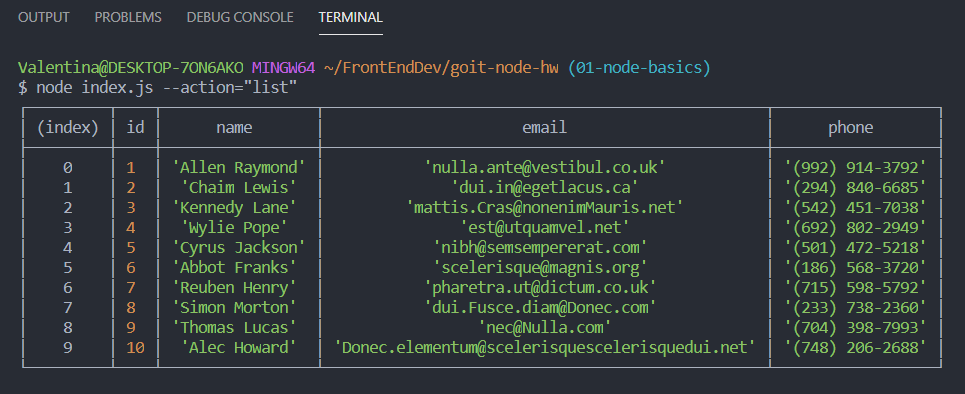 OUTPUT PROBLEMS DEBUG CONSOLE TERMINAL
Valentina@DESKTOP-7ON6AKO MINGW64 ~/FrontEndDev/goit-node-hw (01-node-basics)
$ node index.js --action="list"
(index) id name email phone
0 1 'Allen Raymond' 'nulla.ante@vestibul.co.uk' '(992) 914-3792'
1 2 'Chaim Lewis' 'dui.in@egetlacus.ca' '(294) 840-6685'
2 3 'Kennedy Lane' 'mattis.Cras@nonenimMauris.net' '(542) 451-7038'
3 4 'Wylie Pope' 'est@utquamvel.net' '(692) 802-2949'
4 5 'Cyrus Jackson' 'nibh@semsempererat.com' '(501) 472-5218'
5 6 'Abbot Franks' 'scelerisque@magnis.org' '(186) 568-3720'
6 7 'Reuben Henry' 'pharetra.ut@dictum.co.uk' '(715) 598-5792'
7 8 'Simon Morton' 'dui.Fusce.diam@Donec.com' '(233) 738-2360'
8 9 'Thomas Lucas' 'nec@Nulla.com' '(704) 398-7993'
9 10 'Alec Howard' 'Donec.elementum@scelerisquescelerisquedui.net' '(748) 206-2688'